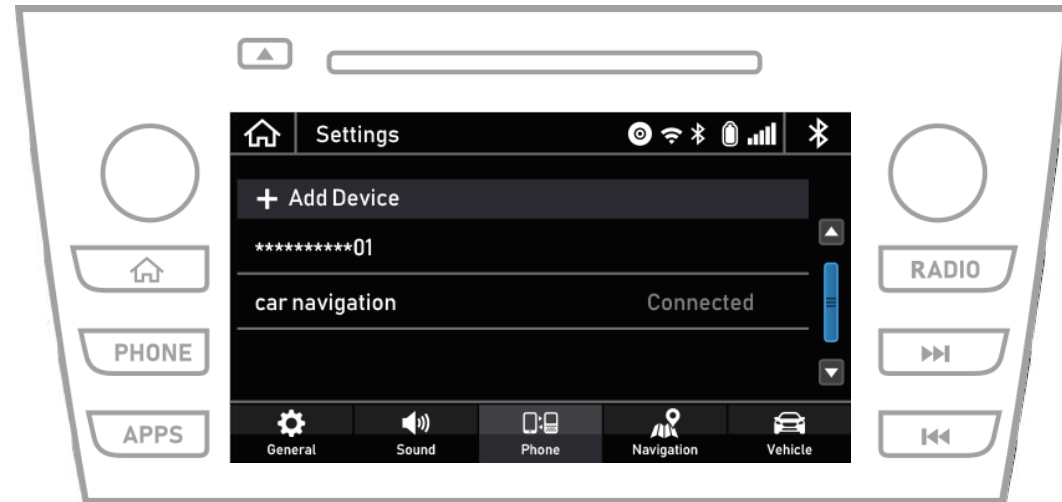 Settings
+ Add Device
**********01
car navigation Connected
General Sound Phone Navigation Vehicle
PHONE
APPS
RADIO